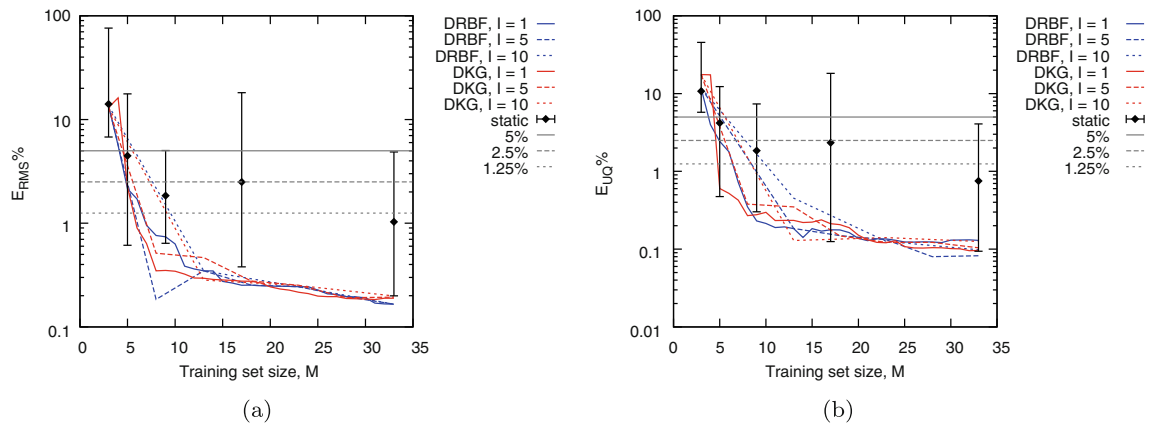 100
10
1
0.1
E_RMS%
0
5
10
15
20
25
30
35
Training set size, M
DRBF, I = 1
DRBF, I = 5
DRBF, I = 10
DKG, I = 1
DKG, I = 5
DKG, I = 10
static
5%
2.5%
1.25%
(a)
100
10
1
0.1
0.01
E_UQ%
0
5
10
15
20
25
30
35
Training set size, M
DRBF, I = 1
DRBF, I = 5
DRBF, I = 10
DKG, I = 1
DKG, I = 5
DKG, I = 10
static
5%
2.5%
1.25%
(b)